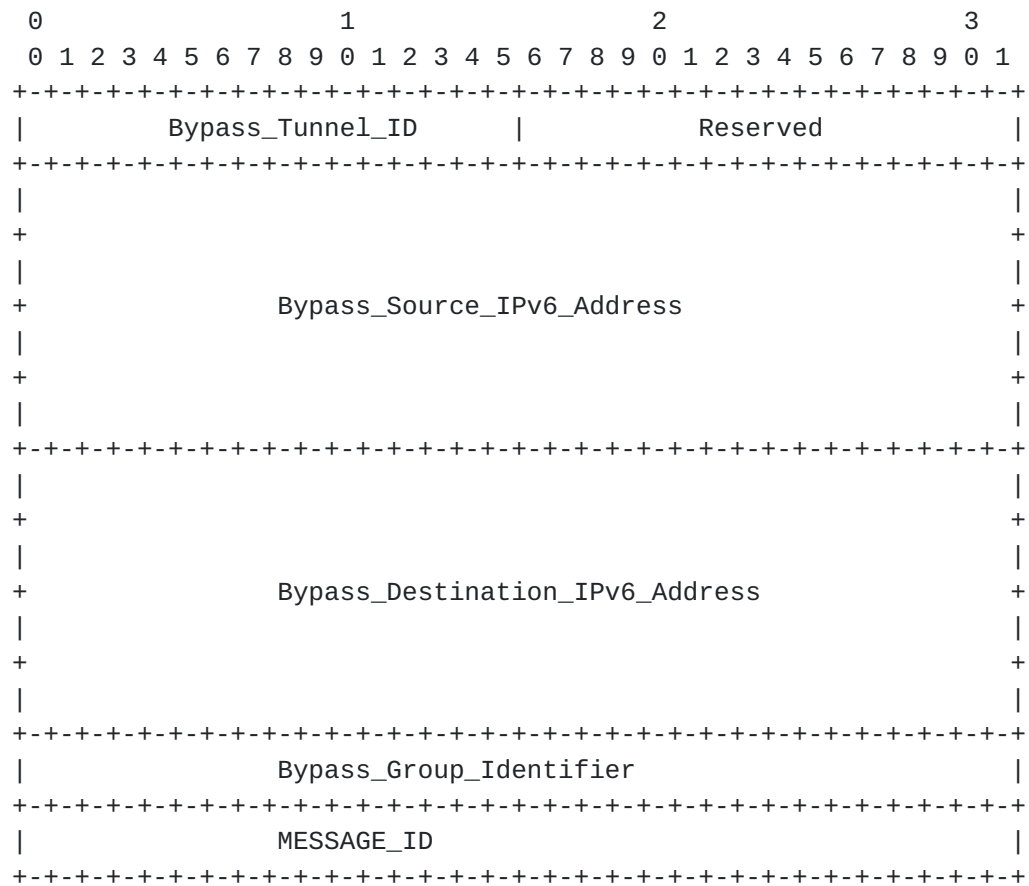 0                   1                   2                   3
 0 1 2 3 4 5 6 7 8 9 0 1 2 3 4 5 6 7 8 9 0 1 2 3 4 5 6 7 8 9 0 1
+-+-+-+-+-+-+-+-+-+-+-+-+-+-+-+-+-+-+-+-+-+-+-+-+-+-+-+-+-+-+-+-+
|         Bypass_Tunnel_ID      |           Reserved            |
+-+-+-+-+-+-+-+-+-+-+-+-+-+-+-+-+-+-+-+-+-+-+-+-+-+-+-+-+-+-+-+-+
|                                                               |
+                                                               +
|                                                               |
+                Bypass_Source_IPv6_Address                     +
|                                                               |
+                                                               +
|                                                               |
+-+-+-+-+-+-+-+-+-+-+-+-+-+-+-+-+-+-+-+-+-+-+-+-+-+-+-+-+-+-+-+-+
|                                                               |
+                                                               +
|                                                               |
+                Bypass_Destination_IPv6_Address                +
|                                                               |
+                                                               +
|                                                               |
+-+-+-+-+-+-+-+-+-+-+-+-+-+-+-+-+-+-+-+-+-+-+-+-+-+-+-+-+-+-+-+-+
|                Bypass_Group_Identifier                        |
+-+-+-+-+-+-+-+-+-+-+-+-+-+-+-+-+-+-+-+-+-+-+-+-+-+-+-+-+-+-+-+-+
|                MESSAGE_ID                                     |
+-+-+-+-+-+-+-+-+-+-+-+-+-+-+-+-+-+-+-+-+-+-+-+-+-+-+-+-+-+-+-+-+